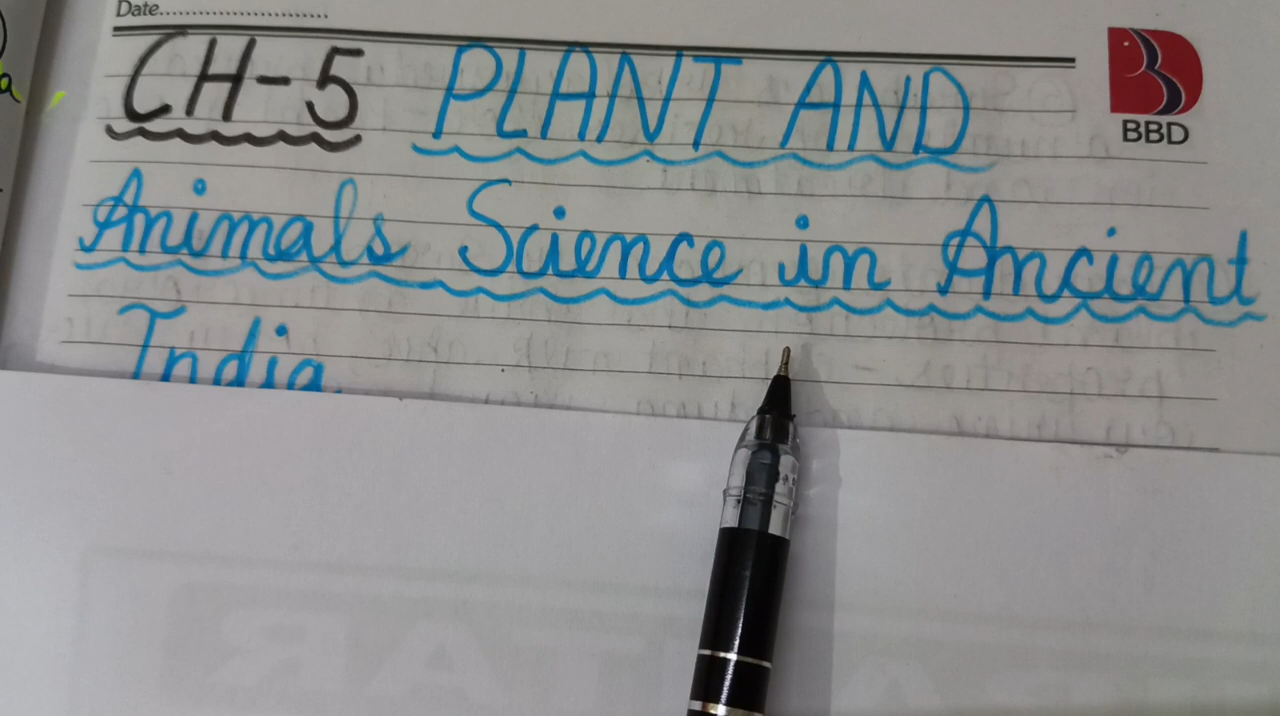 Date........................
CH-5 PLANT AND
BBD
Animals Science in Ancient
India